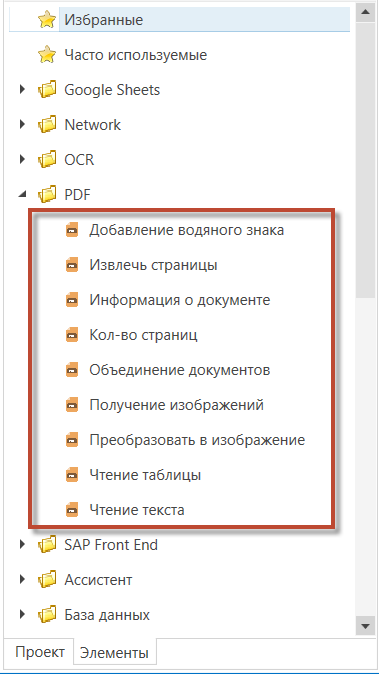 Избранные
Часто используемые
Google Sheets
Network
OCR
PDF
Добавление водяного знака
Извлечь страницы
Информация о документе
Кол-во страниц
Объединение документов
Получение изображений
Преобразовать в изображение
Чтение таблицы
Чтение текста
SAP Front End
Ассистент
База данных
Проект Элементы